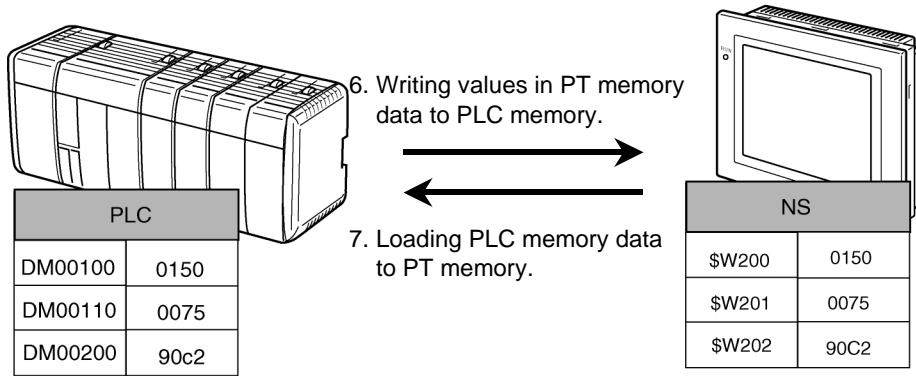 RUN
6. Writing values in PT memory
data to PLC memory.
7. Loading PLC memory data
to PT memory.
PLC
DM00100 0150
DM00110 0075
DM00200 90c2
NS
$W200 0150
$W201 0075
$W202 90C2